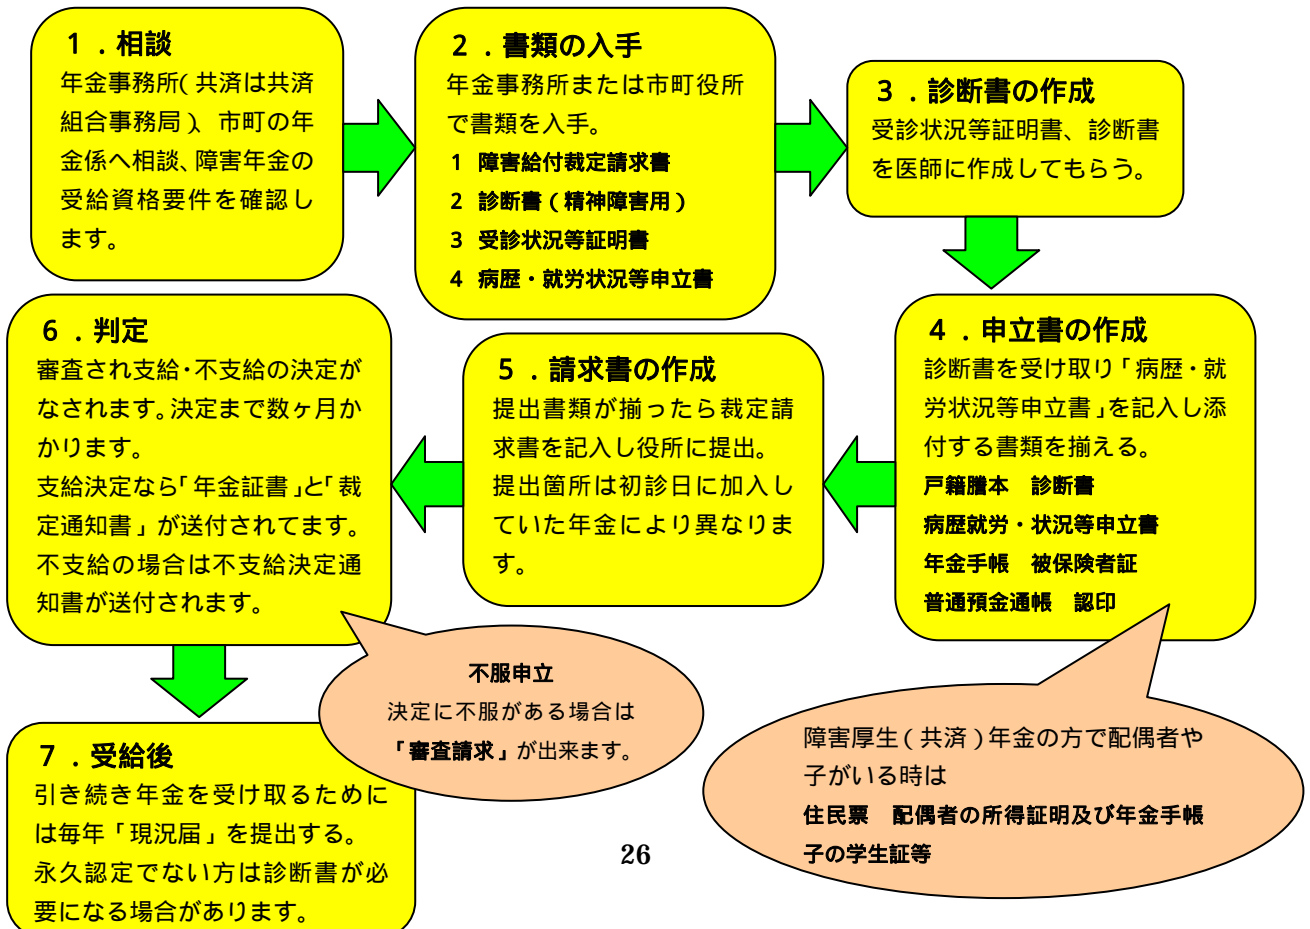 1．相談
年金事務所（共済は共済
組合事務局）、市町の年
金係へ相談、障害年金の
受給資格要件を確認し
ます。
2．書類の入手
年金事務所または市町役所
で書類を入手。
1 障害給付裁定請求書
2 診断書（精神障害用）
3 受診状況等証明書
4 病歴・就労状況等申立書
3．診断書の作成
受診状況等証明書、診断書
を医師に作成してもらう。
4．申立書の作成
診断書を受け取り「病歴・就
労状況等申立書」を記入し添
付する書類を揃える。
戸籍謄本　診断書
病歴就労・状況等申立書
年金手帳　被保険者証
普通預金通帳　認印
障害厚生（共済）年金の方で配偶者や
子がいる時は
住民票　配偶者の所得証明及び年金手帳
子の学生証等
5．請求書の作成
提出書類が揃ったら裁定請
求書を記入し役所に提出。
提出箇所は初診日に加入し
ていた年金により異なりま
す。
6．判定
審査され支給・不支給の決定が
なされます。決定まで数ヶ月か
かります。
支給決定なら「年金証書」と「裁
定通知書」が送付されてます。
不支給の場合は不支給決定通
知書が送付されます。
不服申立
決定に不服がある場合は
「審査請求」が出来ます。
7．受給後
引き続き年金を受け取るために
は毎年「現況届」を提出する。
永久認定でない方は診断書が必
要になる場合があります。
26